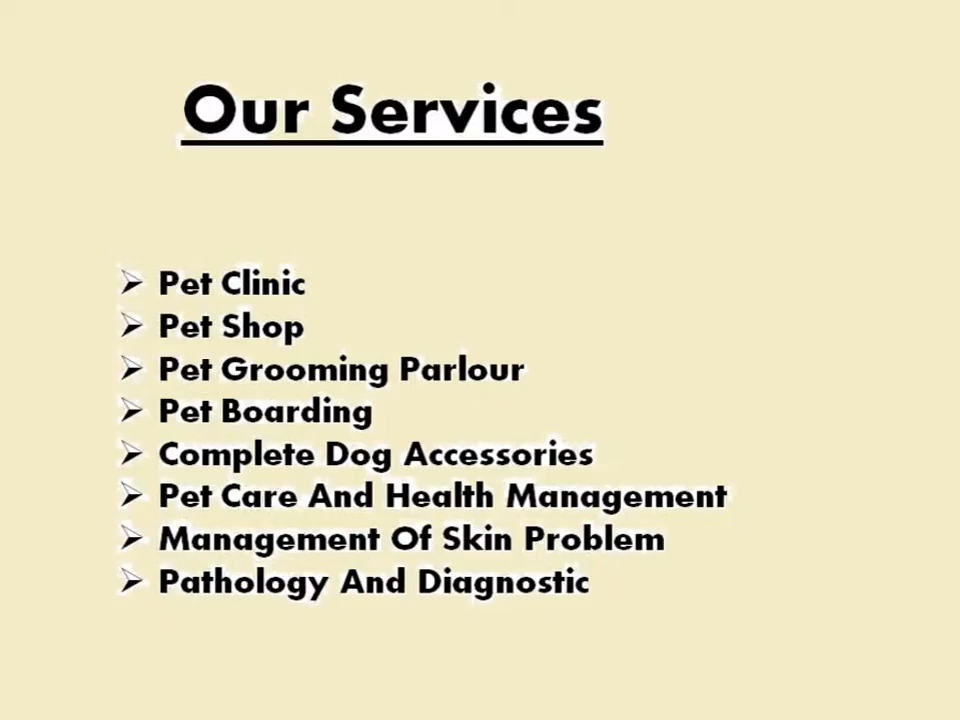 Our Services
➢ Pet Clinic
➢ Pet Shop
➢ Pet Grooming Parlour
➢ Pet Boarding
➢ Complete Dog Accessories
➢ Pet Care And Health Management
➢ Management Of Skin Problem
➢ Pathology And Diagnostic